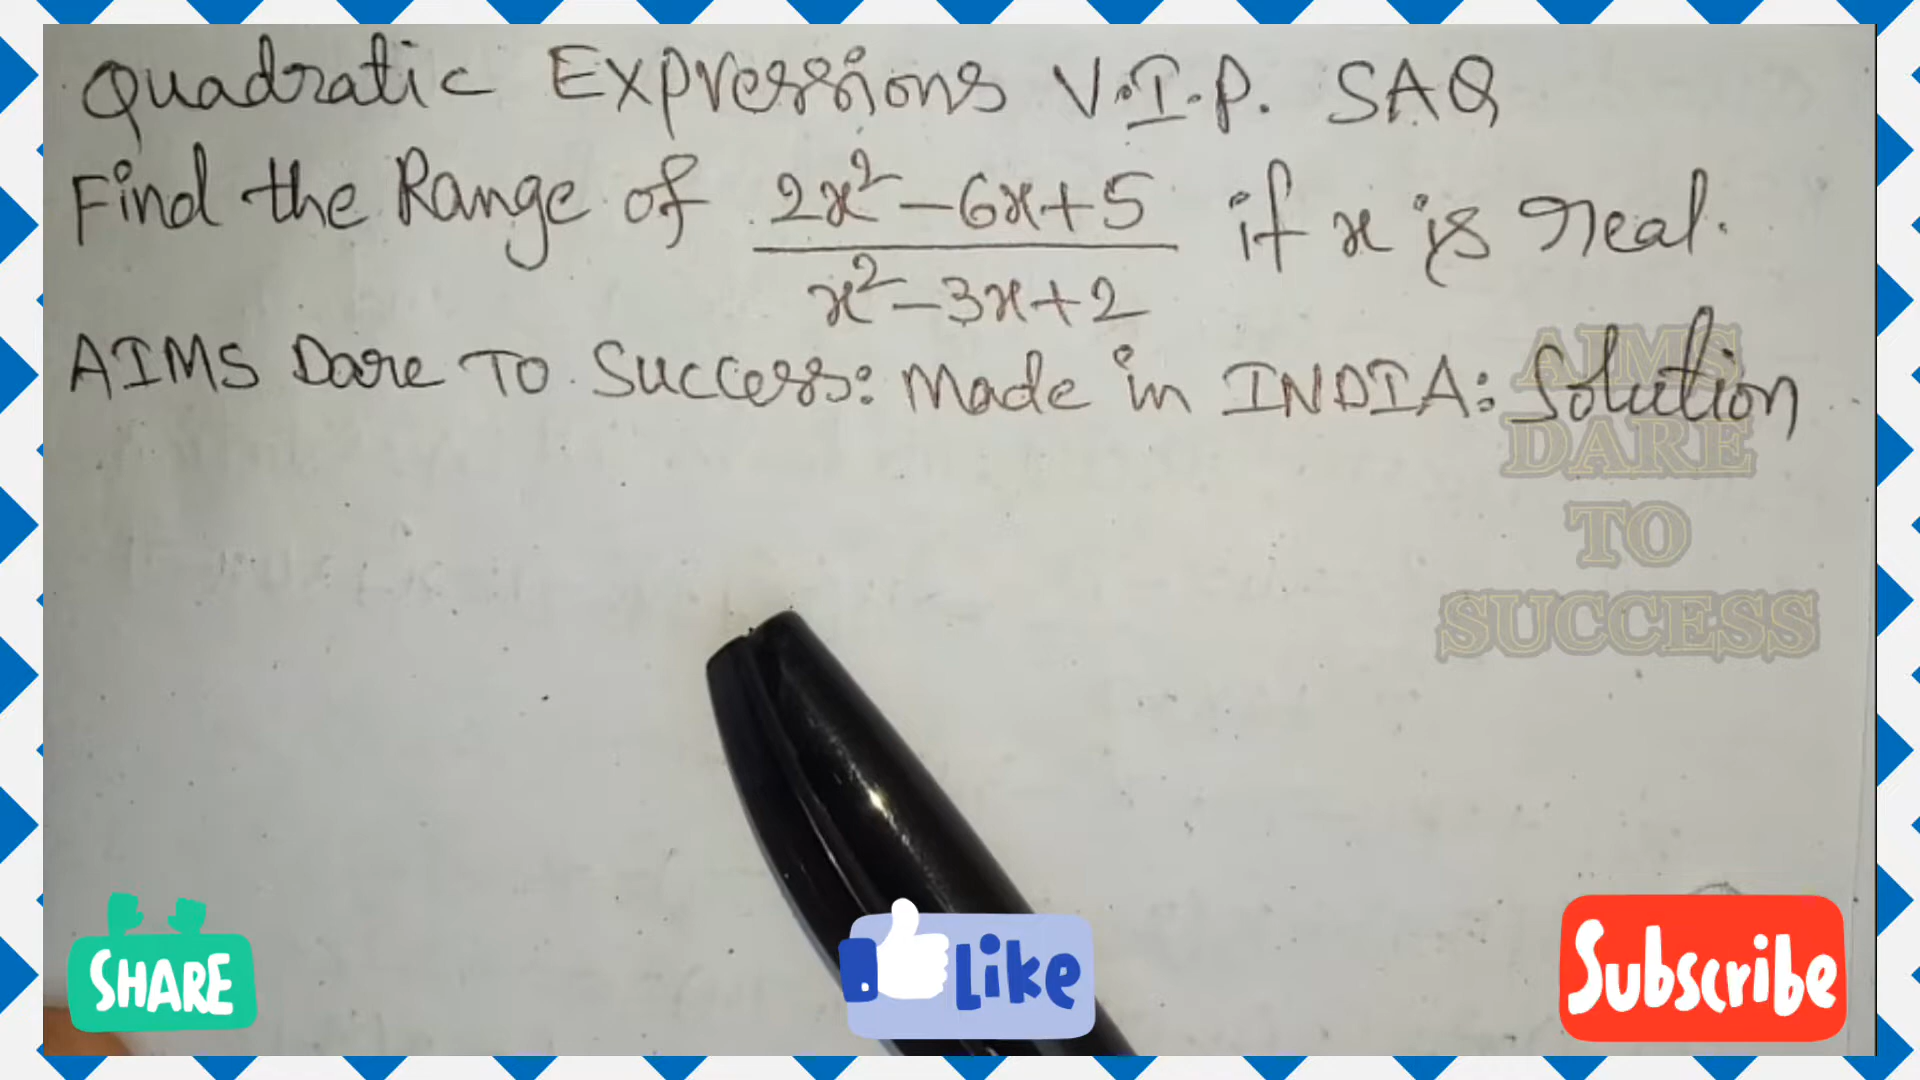 Quadratic Expressions V.I.P. SAQ
Find the Range of 2x²-6x+5 / x²-3x+2 if x is real.
AIMS Dare To Success: Made in INDIA: Solution
AIMS
DARE
TO
SUCCESS
SHARE
Like
Subscribe